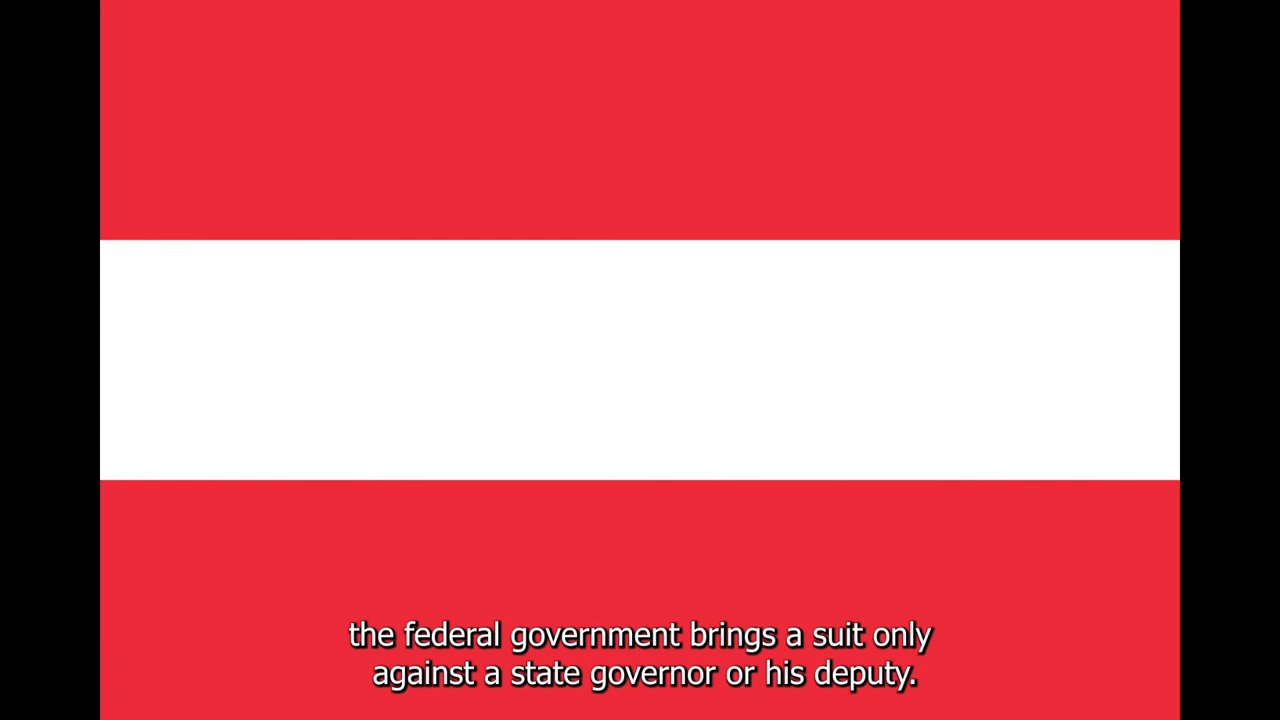 the federal government brings a suit only
against a state governor or his deputy.